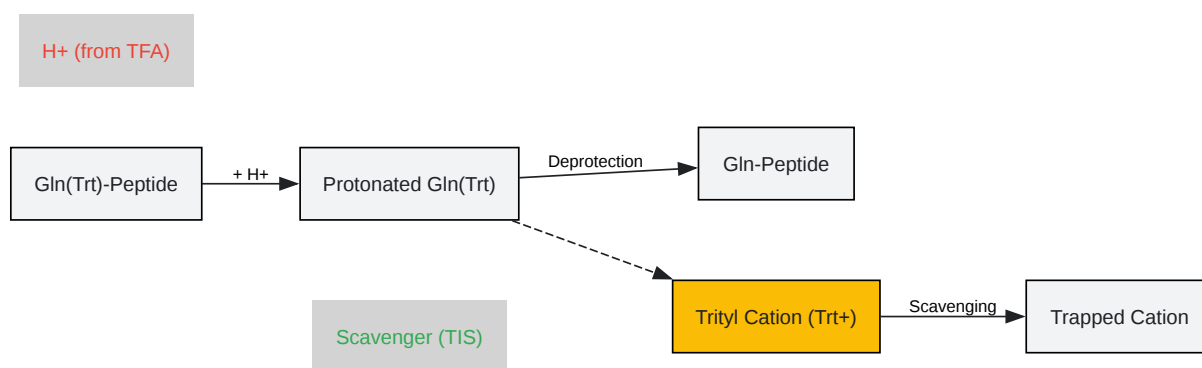 H+ (from TFA)
Gln(Trt)-Peptide
+ H+
Protonated Gln(Trt)
Deprotection
Gln-Peptide
Scavenger (TIS)
Trityl Cation (Trt+)
Scavenging
Trapped Cation